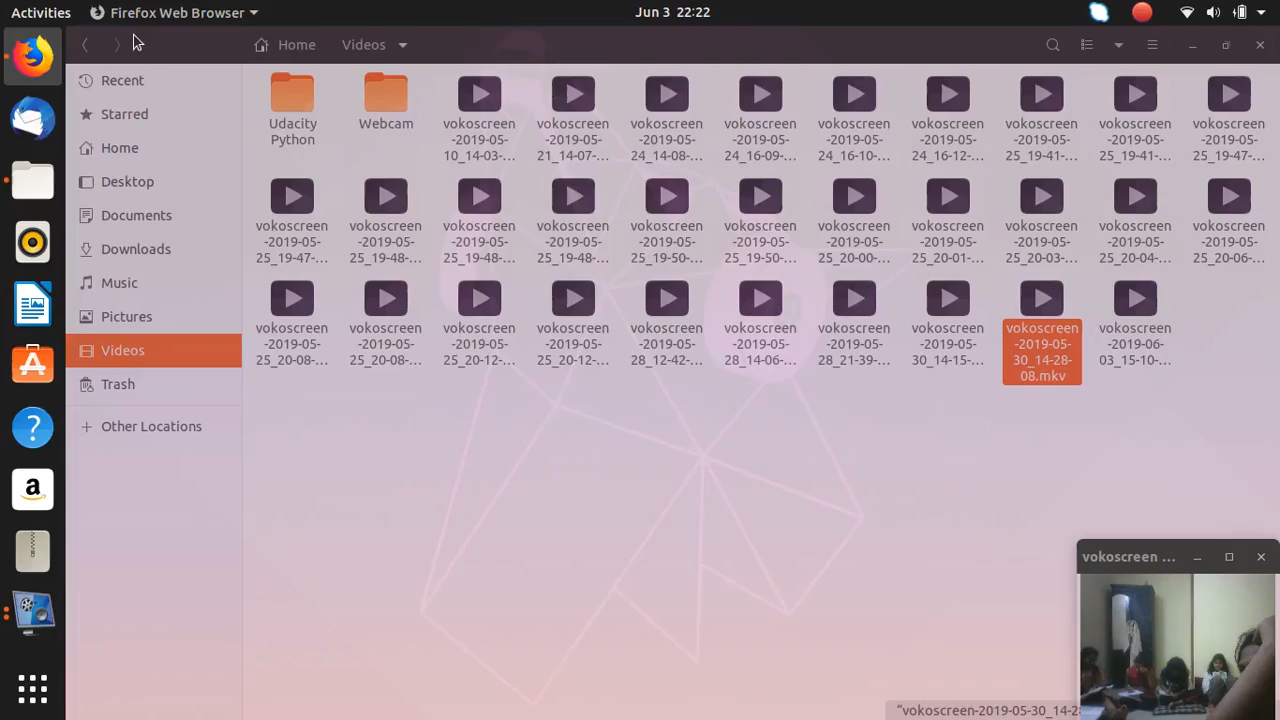 Activities Firefox Web Browser Jun 3 22:22
Home Videos
Recent
Starred
Home
Desktop
Documents
Downloads
Music
Pictures
Videos
Trash
Other Locations
Udacity
Python
Webcam
vokoscreen
-2019-05-
10_14-03-...
vokoscreen
-2019-05-
21_14-07-...
vokoscreen
-2019-05-
24_14-08-...
vokoscreen
-2019-05-
24_16-09-...
vokoscreen
-2019-05-
24_16-10-...
vokoscreen
-2019-05-
24_16-12-...
vokoscreen
-2019-05-
25_19-41-...
vokoscreen
-2019-05-
25_19-41-...
vokoscreen
-2019-05-
25_19-47-...
vokoscreen
-2019-05-
25_19-47-...
vokoscreen
-2019-05-
25_19-48-...
vokoscreen
-2019-05-
25_19-48-...
vokoscreen
-2019-05-
25_19-50-...
vokoscreen
-2019-05-
25_19-50-...
vokoscreen
-2019-05-
25_20-00-...
vokoscreen
-2019-05-
25_20-01-...
vokoscreen
-2019-05-
25_20-03-...
vokoscreen
-2019-05-
25_20-04-...
vokoscreen
-2019-05-
25_20-06-...
vokoscreen
-2019-05-
25_20-08-...
vokoscreen
-2019-05-
25_20-08-...
vokoscreen
-2019-05-
25_20-12-...
vokoscreen
-2019-05-
25_20-12-...
vokoscreen
-2019-05-
28_12-42-...
vokoscreen
-2019-05-
28_14-06-...
vokoscreen
-2019-05-
28_21-39-...
vokoscreen
-2019-05-
30_14-15-...
vokoscreen
-2019-05-
30_14-28-
08.mkv
vokoscreen
-2019-06-
03_15-10-...
vokoscreen ...
"vokoscreen-2019-05-30_14-28